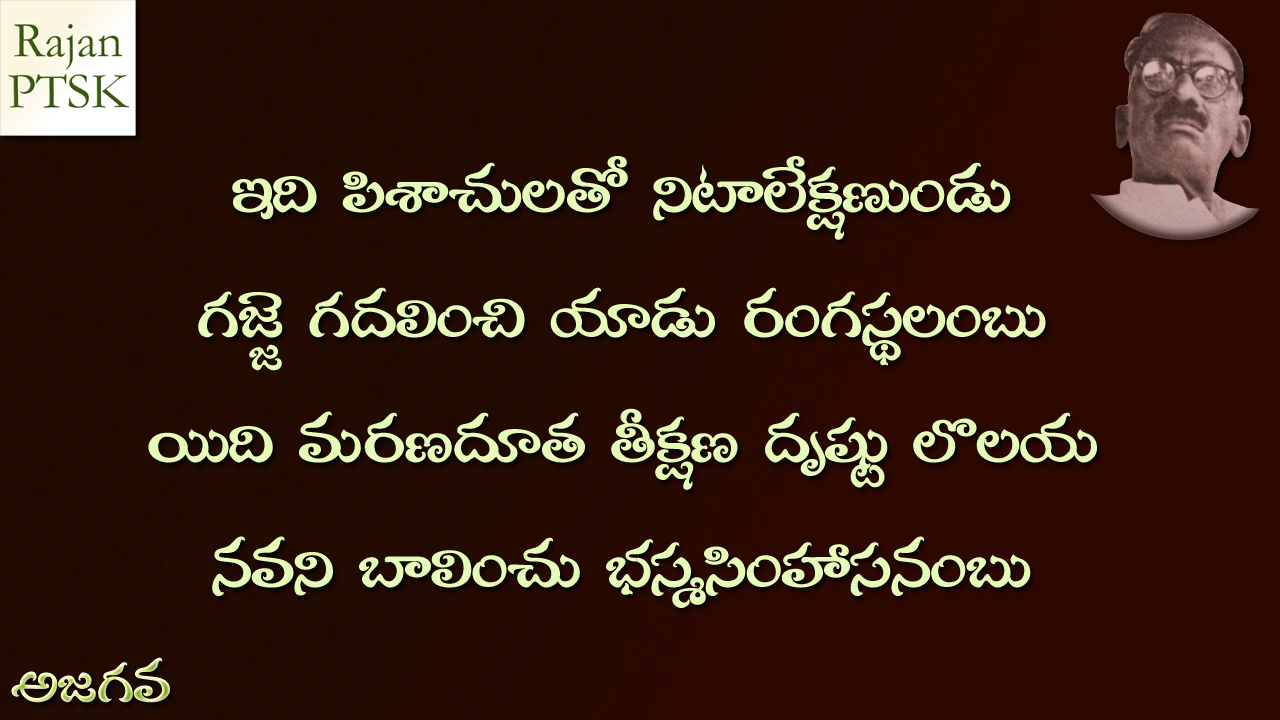 Rajan
PTSK
ఇది పిశాచులతో నిటాలేక్షణుండు
గజ్జె గదలించి యాడు రంగస్థలంబు
యిది మరణదూత తీక్షణ దృష్టు లొలయ
నవని బాలించు భస్మసింహాసనంబు
అజగవ